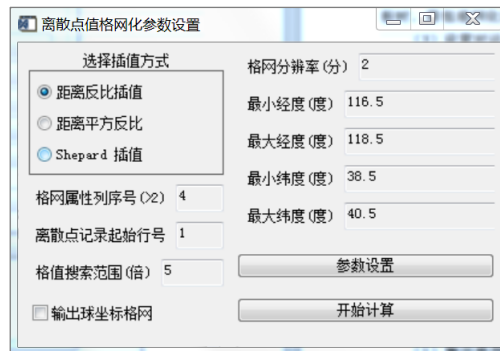 离散点值格网化参数设置
选择插值方式
距离反比插值
距离平方反比
Shepard 插值
格网属性列序号(>2) 4
离散点记录起始行号 1
格值搜索范围(倍) 5
输出球坐标格网
格网分辨率(分) 2
最小经度(度) 116.5
最大经度(度) 118.5
最小纬度(度) 38.5
最大纬度(度) 40.5
参数设置
开始计算